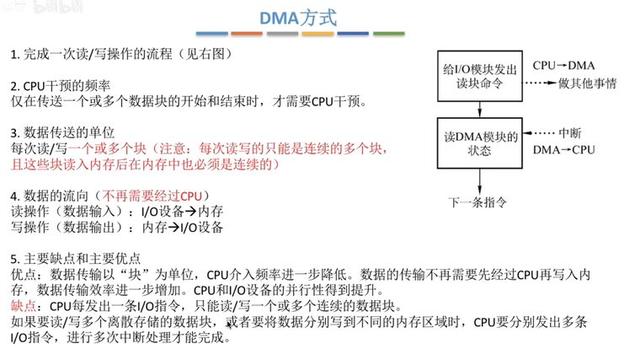 DMA方式
1. 完成一次读/写操作的流程（见右图）
2. CPU干预的频率
仅在传送一个或多个数据块的开始和结束时，才需要CPU干预。
3. 数据传送的单位
每次读/写一个或多个块（注意：每次读写的只能是连续的多个块，
且这些块读入内存后在内存中也必须是连续的）
4. 数据的流向（不再需要经过CPU）
读操作（数据输入）：I/O设备→内存
写操作（数据输出）：内存→I/O设备
5. 主要缺点和主要优点
优点：数据传输以“块”为单位，CPU介入频率进一步降低。数据的传输不再需要先经过CPU再写入内
存，数据传输效率进一步增加。CPU和I/O设备的并行性得到提升。
缺点：CPU每发出一条I/O指令，只能读/写一个或多个连续的数据块。
如果要读/写多个离散存储的数据块，或者要将数据分别写到不同的内存区域时，CPU要分别发出多条
I/O指令，进行多次中断处理才能完成。
给I/O模块发出
读块命令
CPU→DMA
做其他事情
读DMA模块的
状态
中断
DMA→CPU
下一条指令